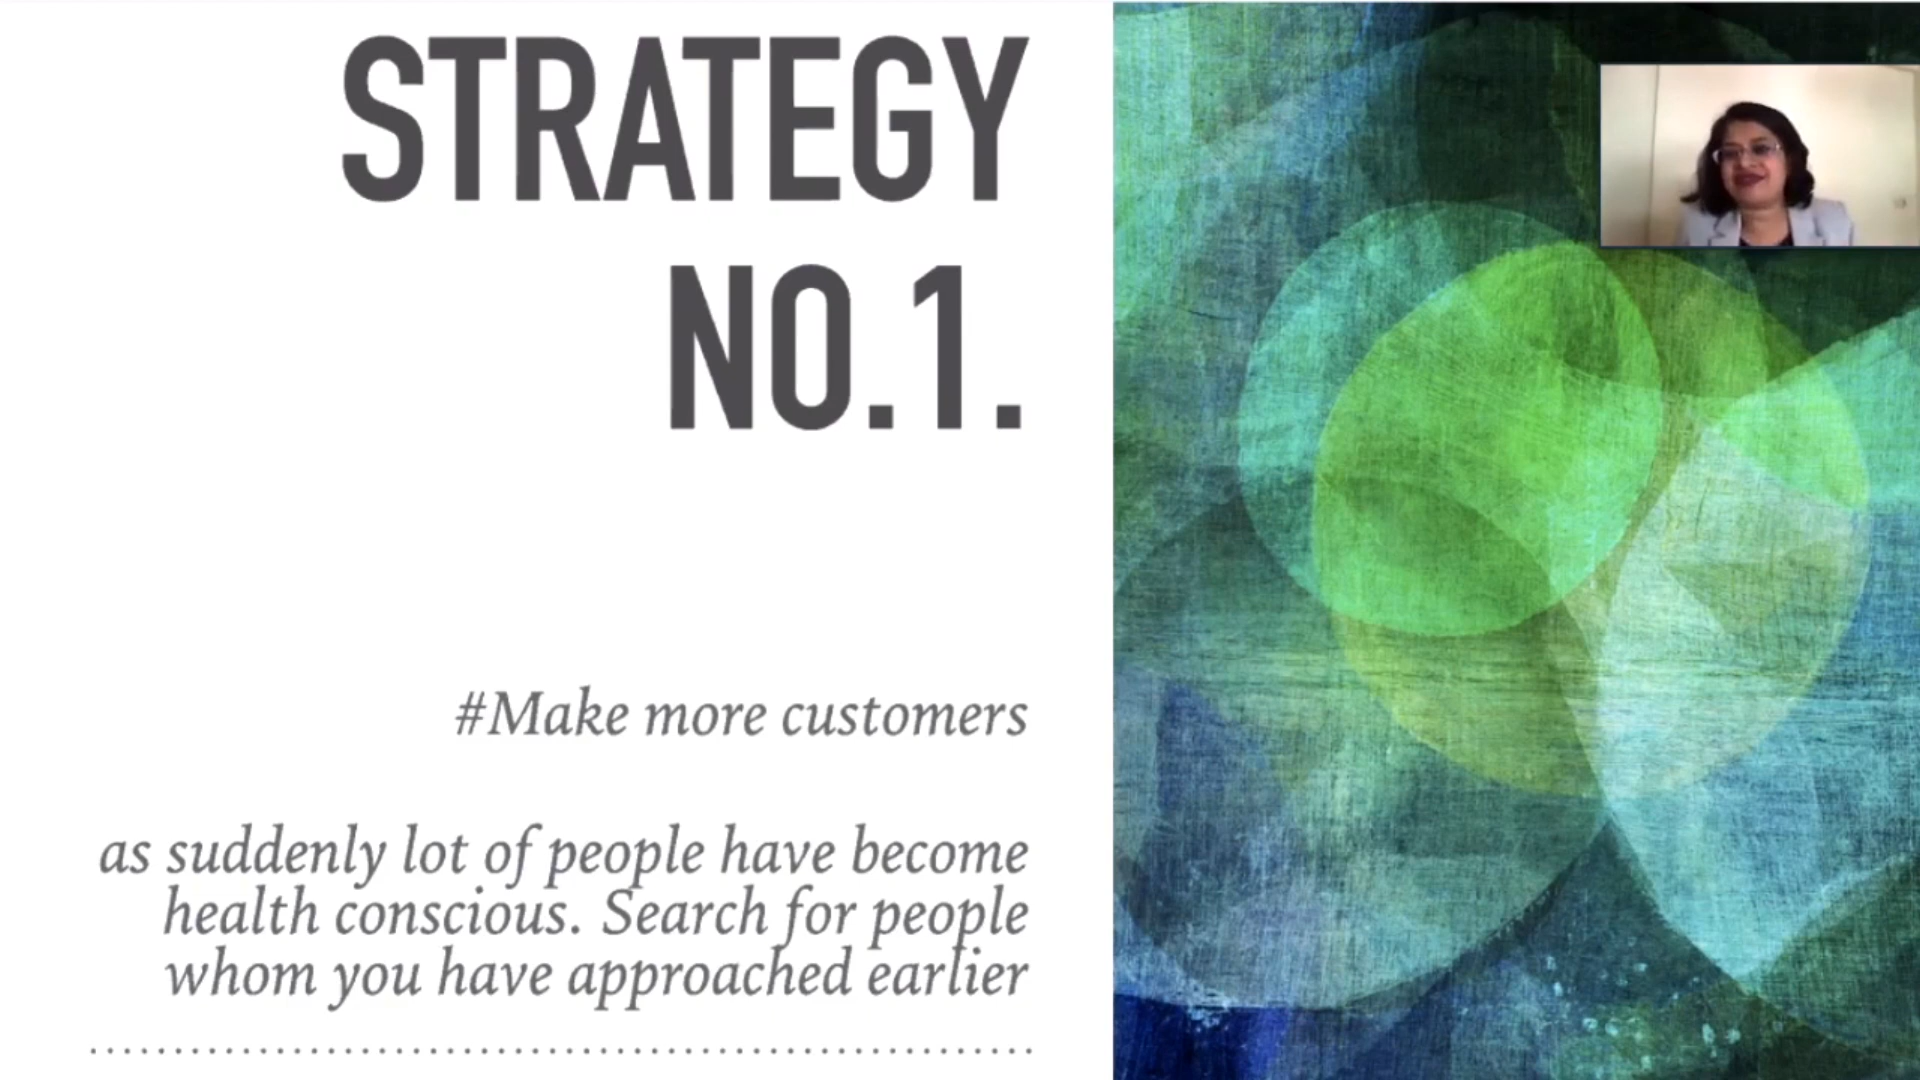 STRATEGY
NO.1.
#Make more customers
as suddenly lot of people have become
health conscious. Search for people
whom you have approached earlier